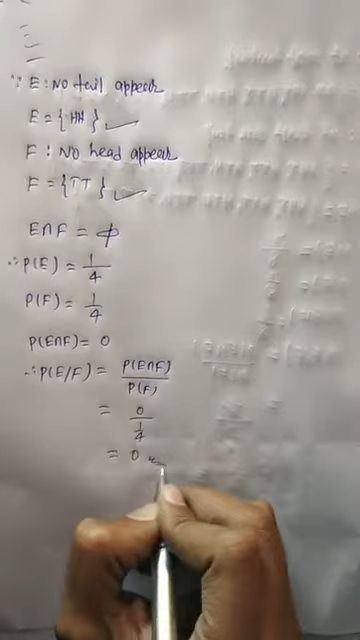 ∵ E : No tail appear
E = {HH}
F : No head appear
F = {TT}
E∩F = ϕ
∴ P(E) = 1/4
P(F) = 1/4
P(E∩F) = 0
∴ P(E/F) = P(E∩F)/P(F)
= 0/(1/4)
= 0